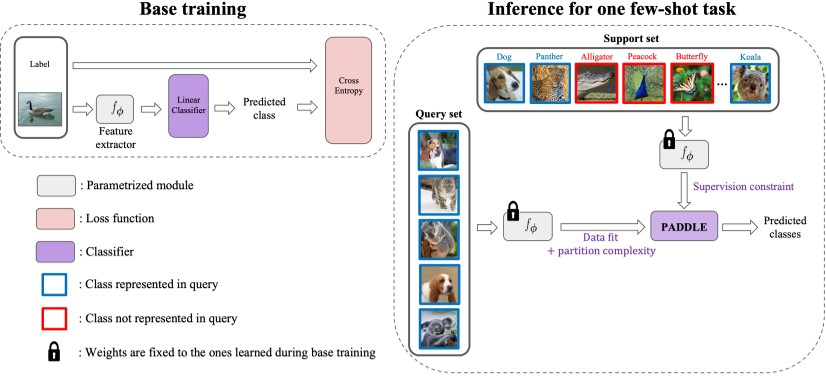 Base training
Label
f_ϕ
Feature
extractor
Linear
Classifier
Predicted
class
Cross
Entropy
: Parametrized module
: Loss function
: Classifier
: Class represented in query
: Class not represented in query
: Weights are fixed to the ones learned during base training
Inference for one few-shot task
Support set
Dog Panther Alligator Peacock Butterfly ... Koala
Query set
f_ϕ
Supervision constraint
f_ϕ
Data fit
+ partition complexity
PADDLE
Predicted
classes